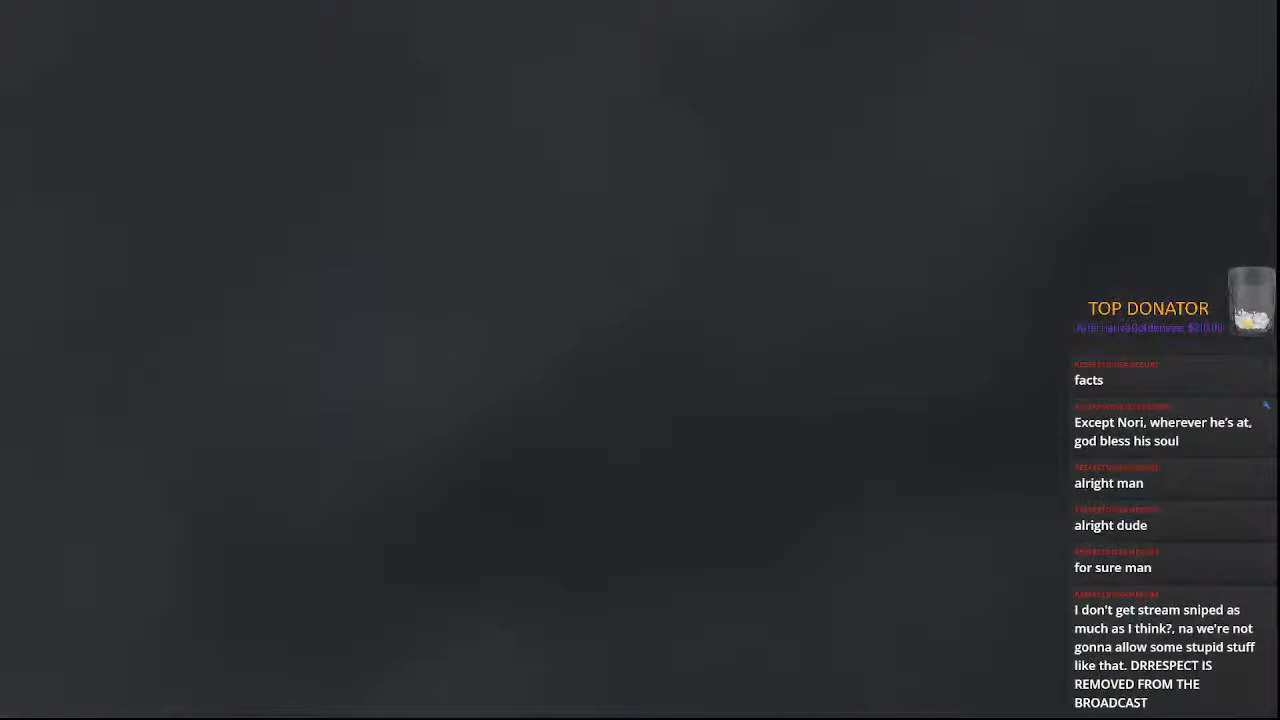 TOP DONATOR
facts
Except Nori, wherever he's at,
god bless his soul
alright man
alright dude
for sure man
I don't get stream sniped as
much as I think?, na we're not
gonna allow some stupid stuff
like that. DRRESPECT IS
REMOVED FROM THE
BROADCAST